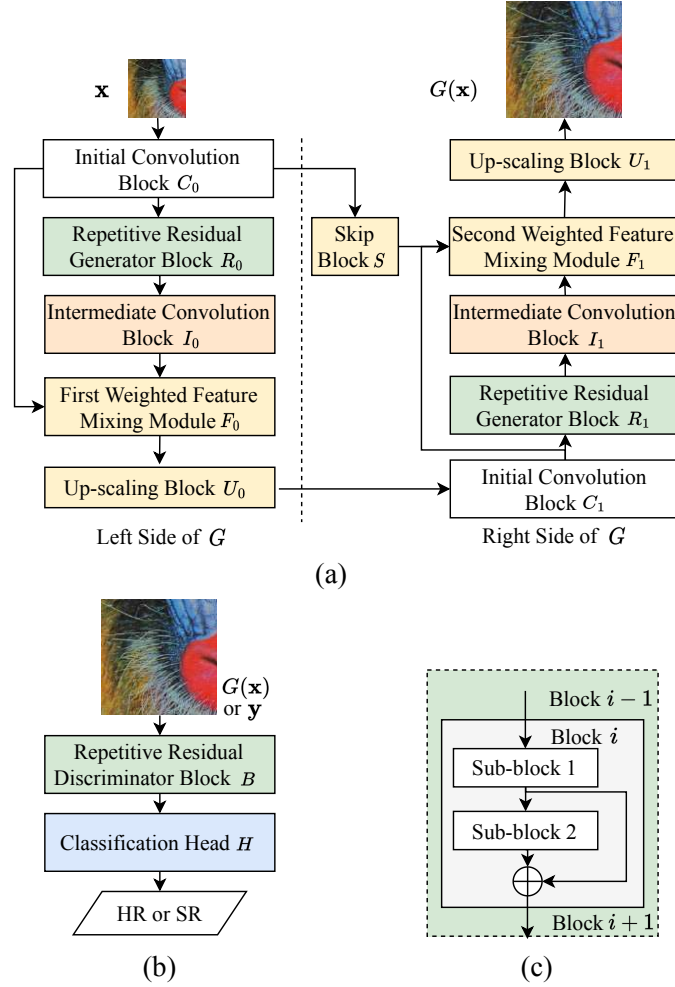 x
Initial Convolution
Block C₀
Repetitive Residual
Generator Block R₀
Intermediate Convolution
Block I₀
First Weighted Feature
Mixing Module F₀
Up-scaling Block U₀
Left Side of G
Skip
Block S
G(x)
Up-scaling Block U₁
Second Weighted Feature
Mixing Module F₁
Intermediate Convolution
Block I₁
Repetitive Residual
Generator Block R₁
Initial Convolution
Block C₁
Right Side of G
(a)
G(x)
or y
Repetitive Residual
Discriminator Block B
Classification Head H
HR or SR
(b)
Block i − 1
Block i
Sub-block 1
Sub-block 2
Block i + 1
(c)